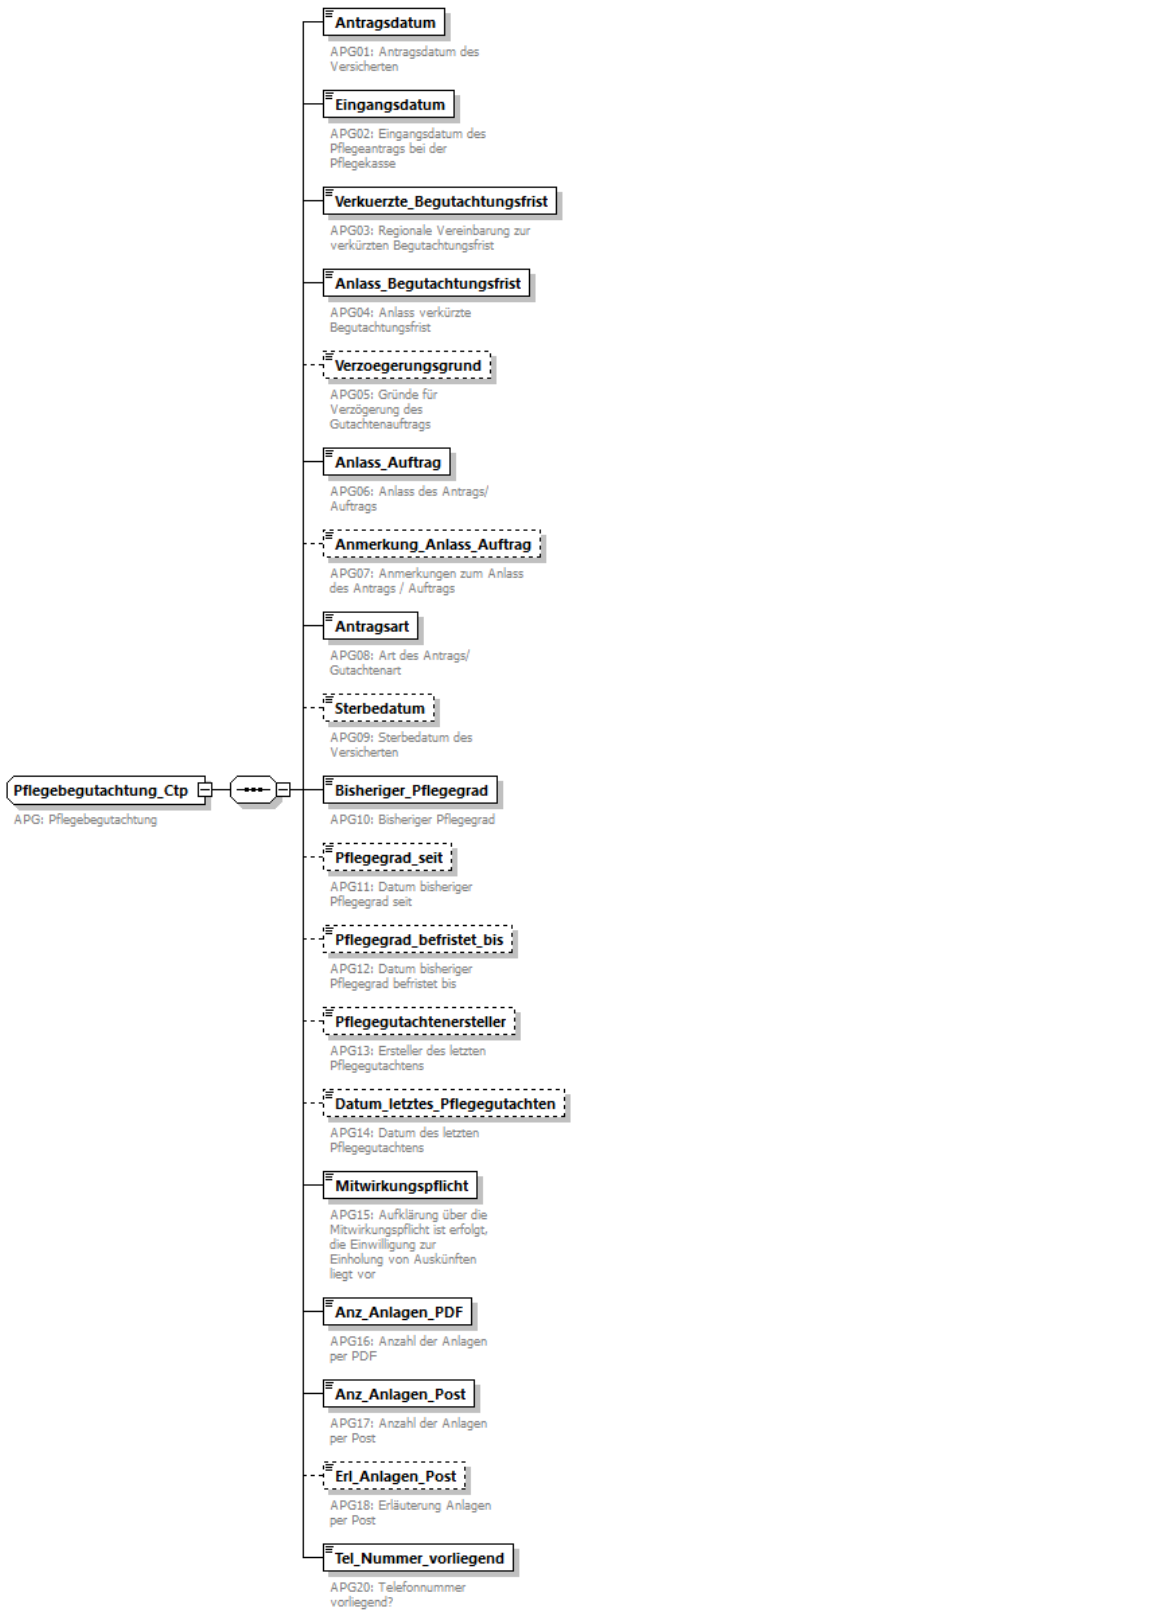 Antragsdatum
APG01: Antragsdatum des
Versicherten
Eingangsdatum
APG02: Eingangsdatum des
Pflegeantrags bei der
Pflegekasse
Verkuerzte_Begutachtungsfrist
APG03: Regionale Vereinbarung zur
verkürzten Begutachtungsfrist
Anlass_Begutachtungsfrist
APG04: Anlass verkürzte
Begutachtungsfrist
Verzoegerungsgrund
APG05: Gründe für
Verzögerung des
Gutachtenauftrags
Anlass_Auftrag
APG06: Anlass des Antrags/
Auftrags
Anmerkung_Anlass_Auftrag
APG07: Anmerkungen zum Anlass
des Antrags / Auftrags
Antragsart
APG08: Art des Antrags/
Gutachtenart
Sterbedatum
APG09: Sterbedatum des
Versicherten
Pflegebegutachtung_Ctp
APG: Pflegebegutachtung
Bisheriger_Pflegegrad
APG10: Bisheriger Pflegegrad
Pflegegrad_seit
APG11: Datum bisheriger
Pflegegrad seit
Pflegegrad_befristet_bis
APG12: Datum bisheriger
Pflegegrad befristet bis
Pflegegutachtenersteller
APG13: Ersteller des letzten
Pflegegutachtens
Datum_letztes_Pflegegutachten
APG14: Datum des letzten
Pflegegutachtens
Mitwirkungspflicht
APG15: Aufklärung über die
Mitwirkungspflicht ist erfolgt,
die Einwilligung zur
Einholung von Auskünften
liegt vor
Anz_Anlagen_PDF
APG16: Anzahl der Anlagen
per PDF
Anz_Anlagen_Post
APG17: Anzahl der Anlagen
per Post
Erl_Anlagen_Post
APG18: Erläuterung Anlagen
per Post
Tel_Nummer_vorliegend
APG20: Telefonnummer
vorliegend?